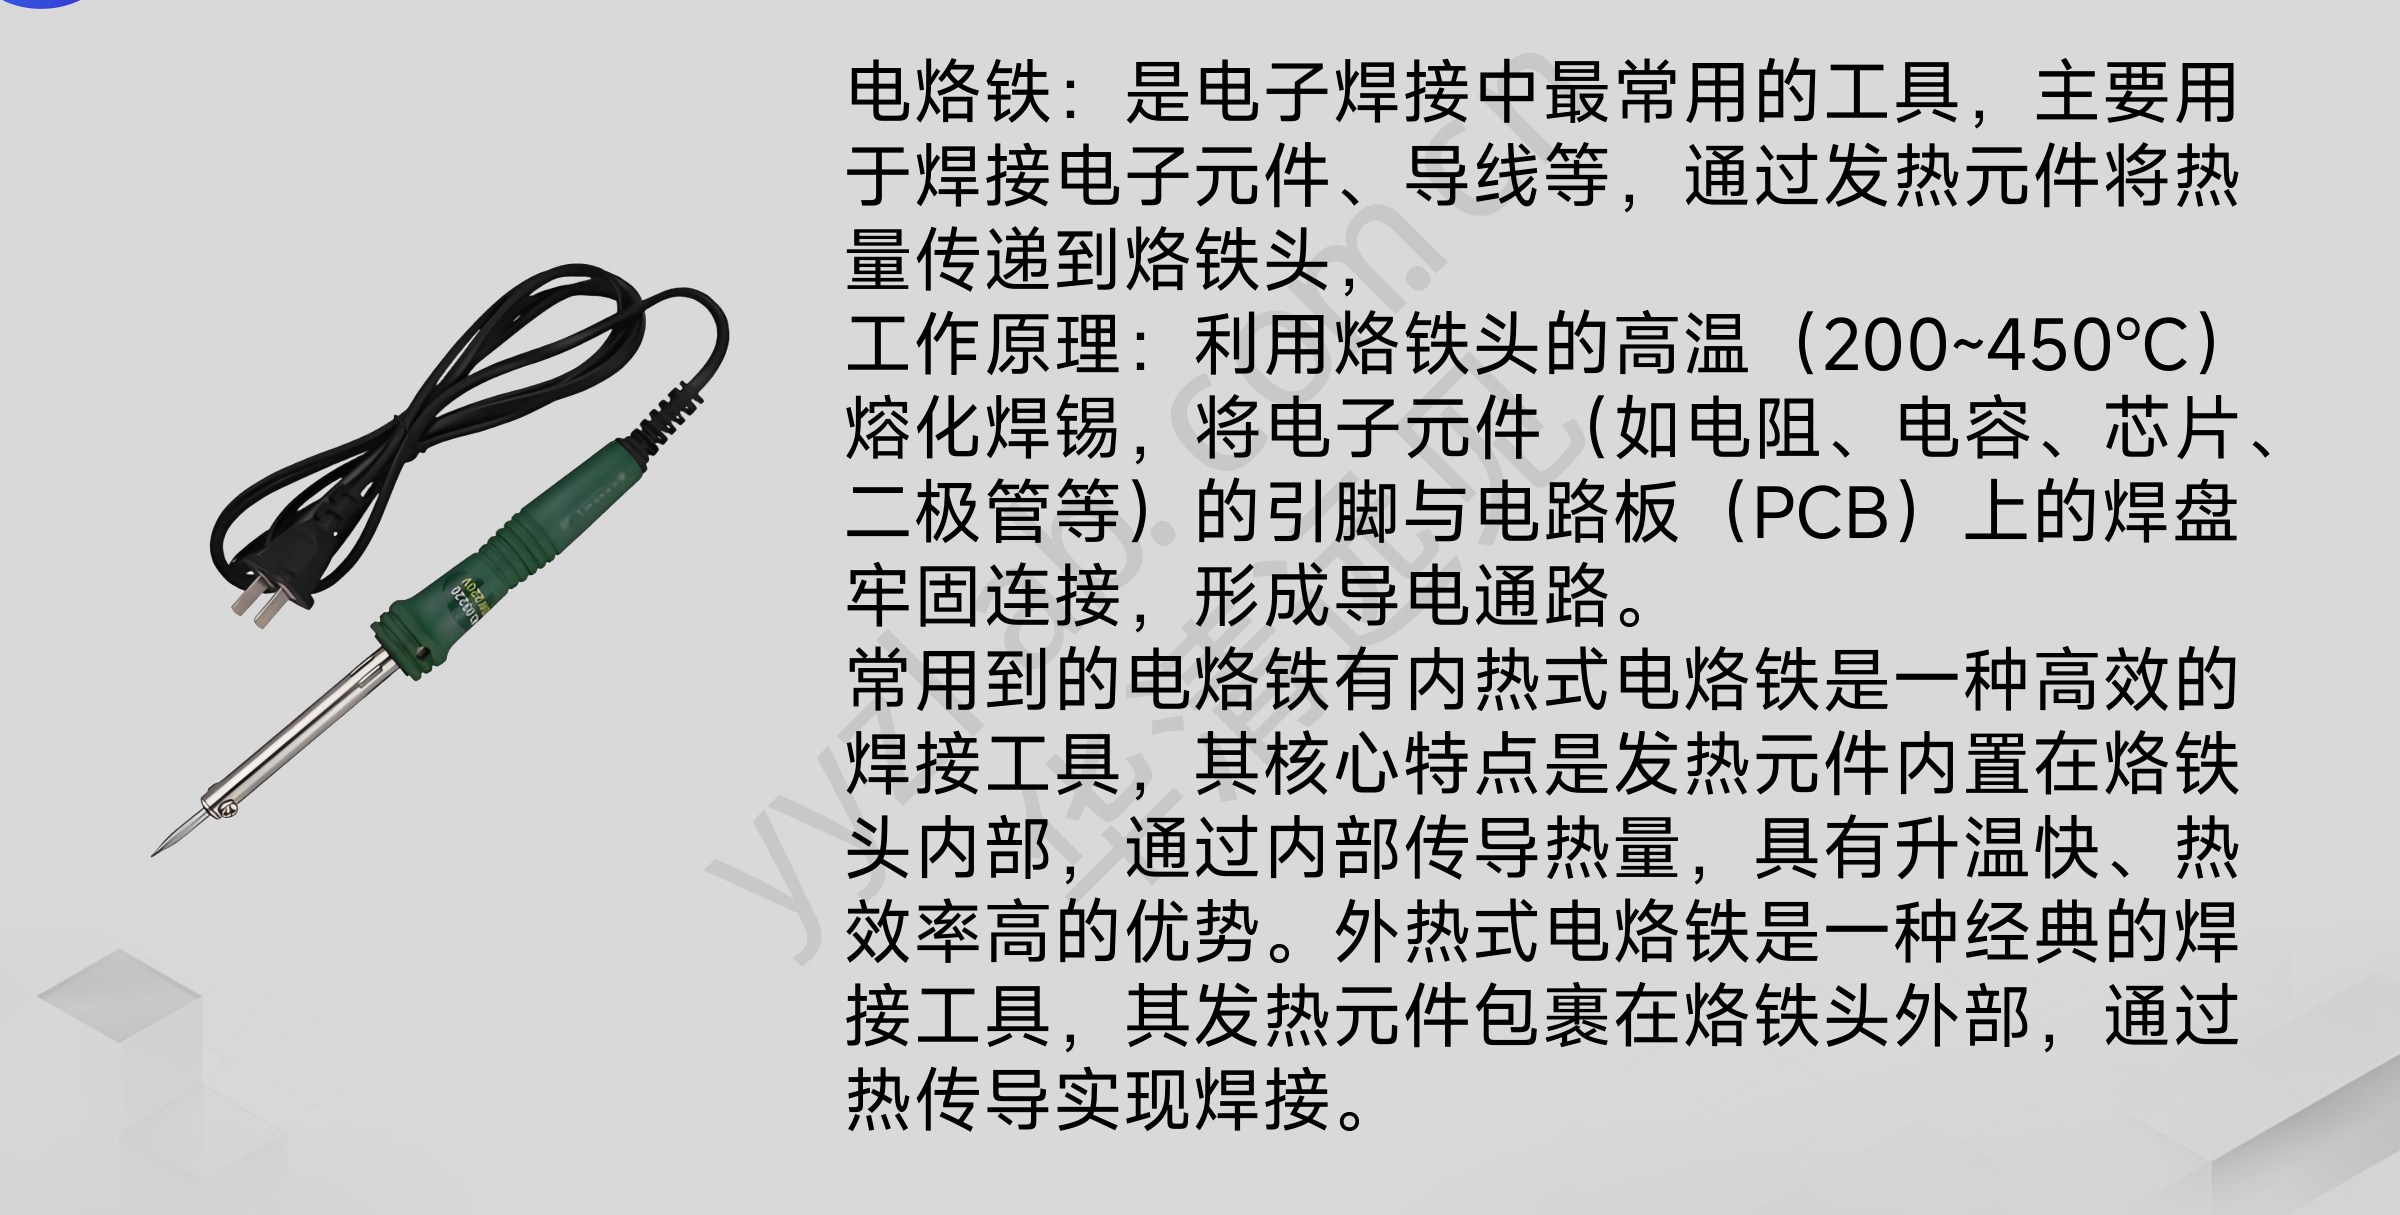 电烙铁：是电子焊接中最常用的工具，主要用
于焊接电子元件、导线等，通过发热元件将热
量传递到烙铁头，
工作原理：利用烙铁头的高温（200~450℃）
熔化焊锡，将电子元件（如电阻、电容、芯片、
二极管等）的引脚与电路板（PCB）上的焊盘
牢固连接，形成导电通路。
常用到的电烙铁有内热式电烙铁是一种高效的
焊接工具，其核心特点是发热元件内置在烙铁
头内部，通过内部传导热量，具有升温快、热
效率高的优势。外热式电烙铁是一种经典的焊
接工具，其发热元件包裹在烙铁头外部，通过
热传导实现焊接。
yyzlab.com.cn
华清远见